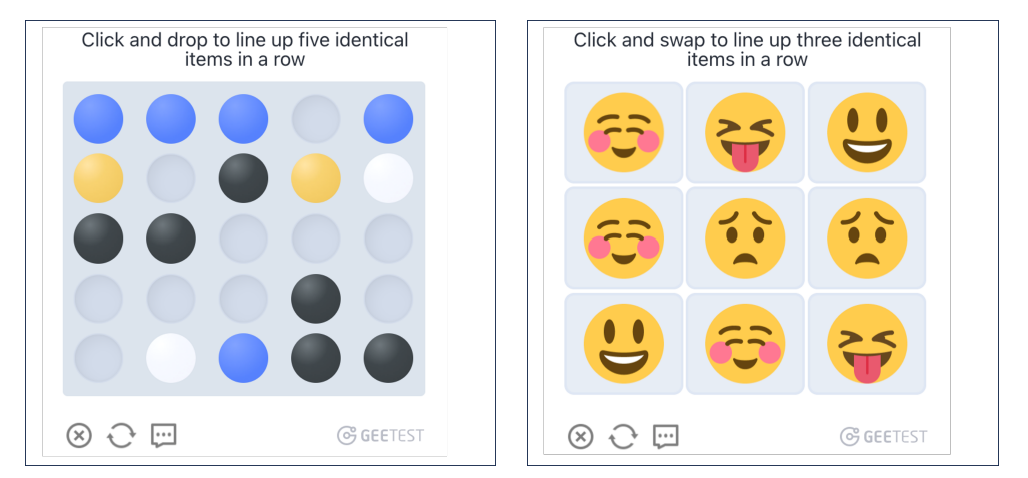 Click and drop to line up five identical
items in a row
GEETEST
Click and swap to line up three identical
items in a row
GEETEST